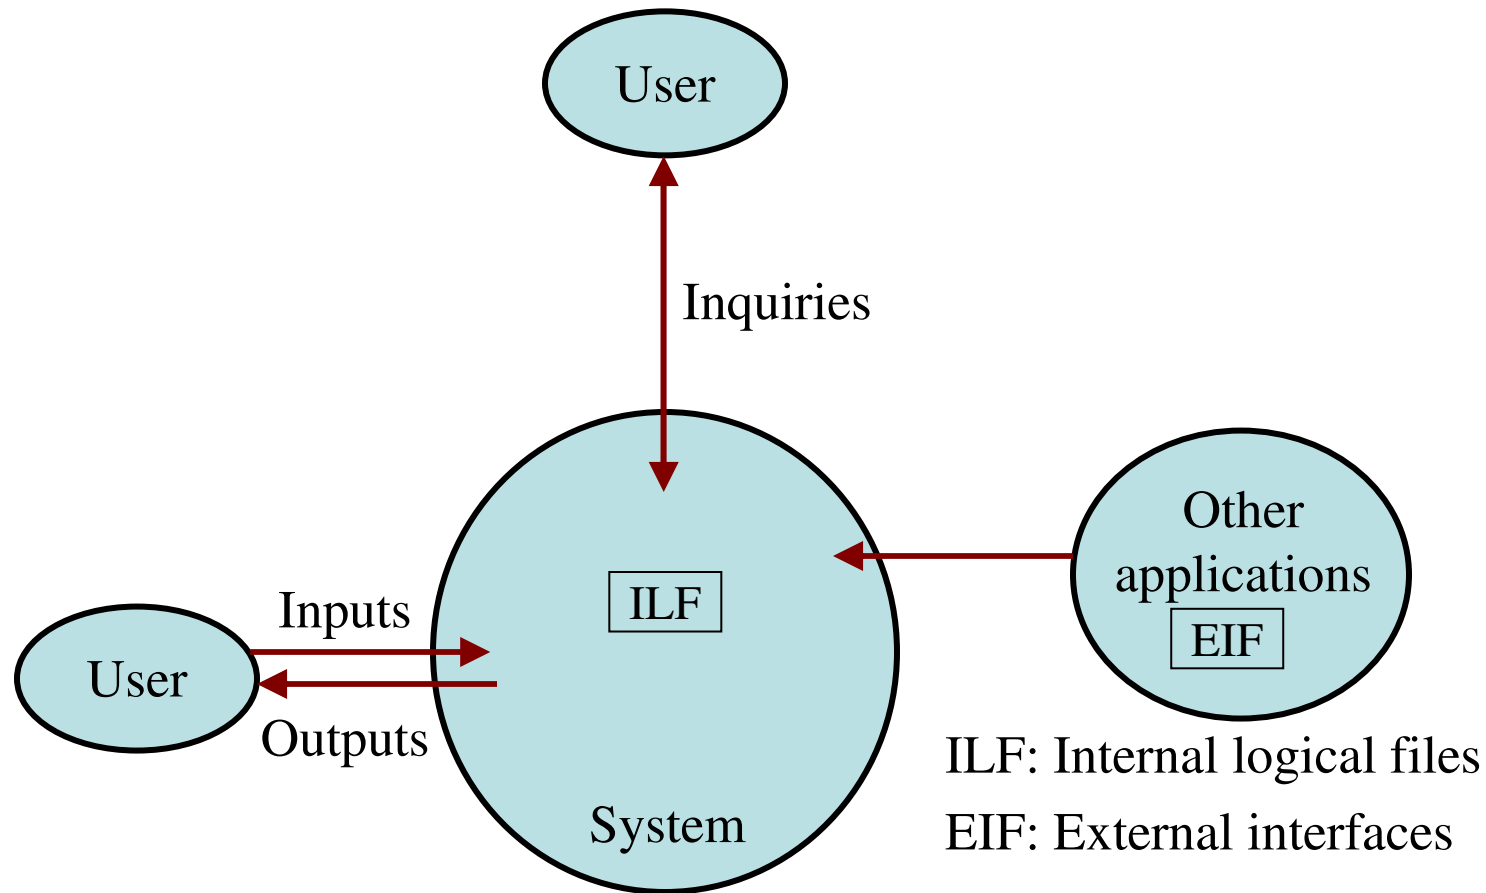 User
Inquiries
Other
applications
EIF
ILF
Inputs
User
Outputs
System
ILF: Internal logical files
EIF: External interfaces